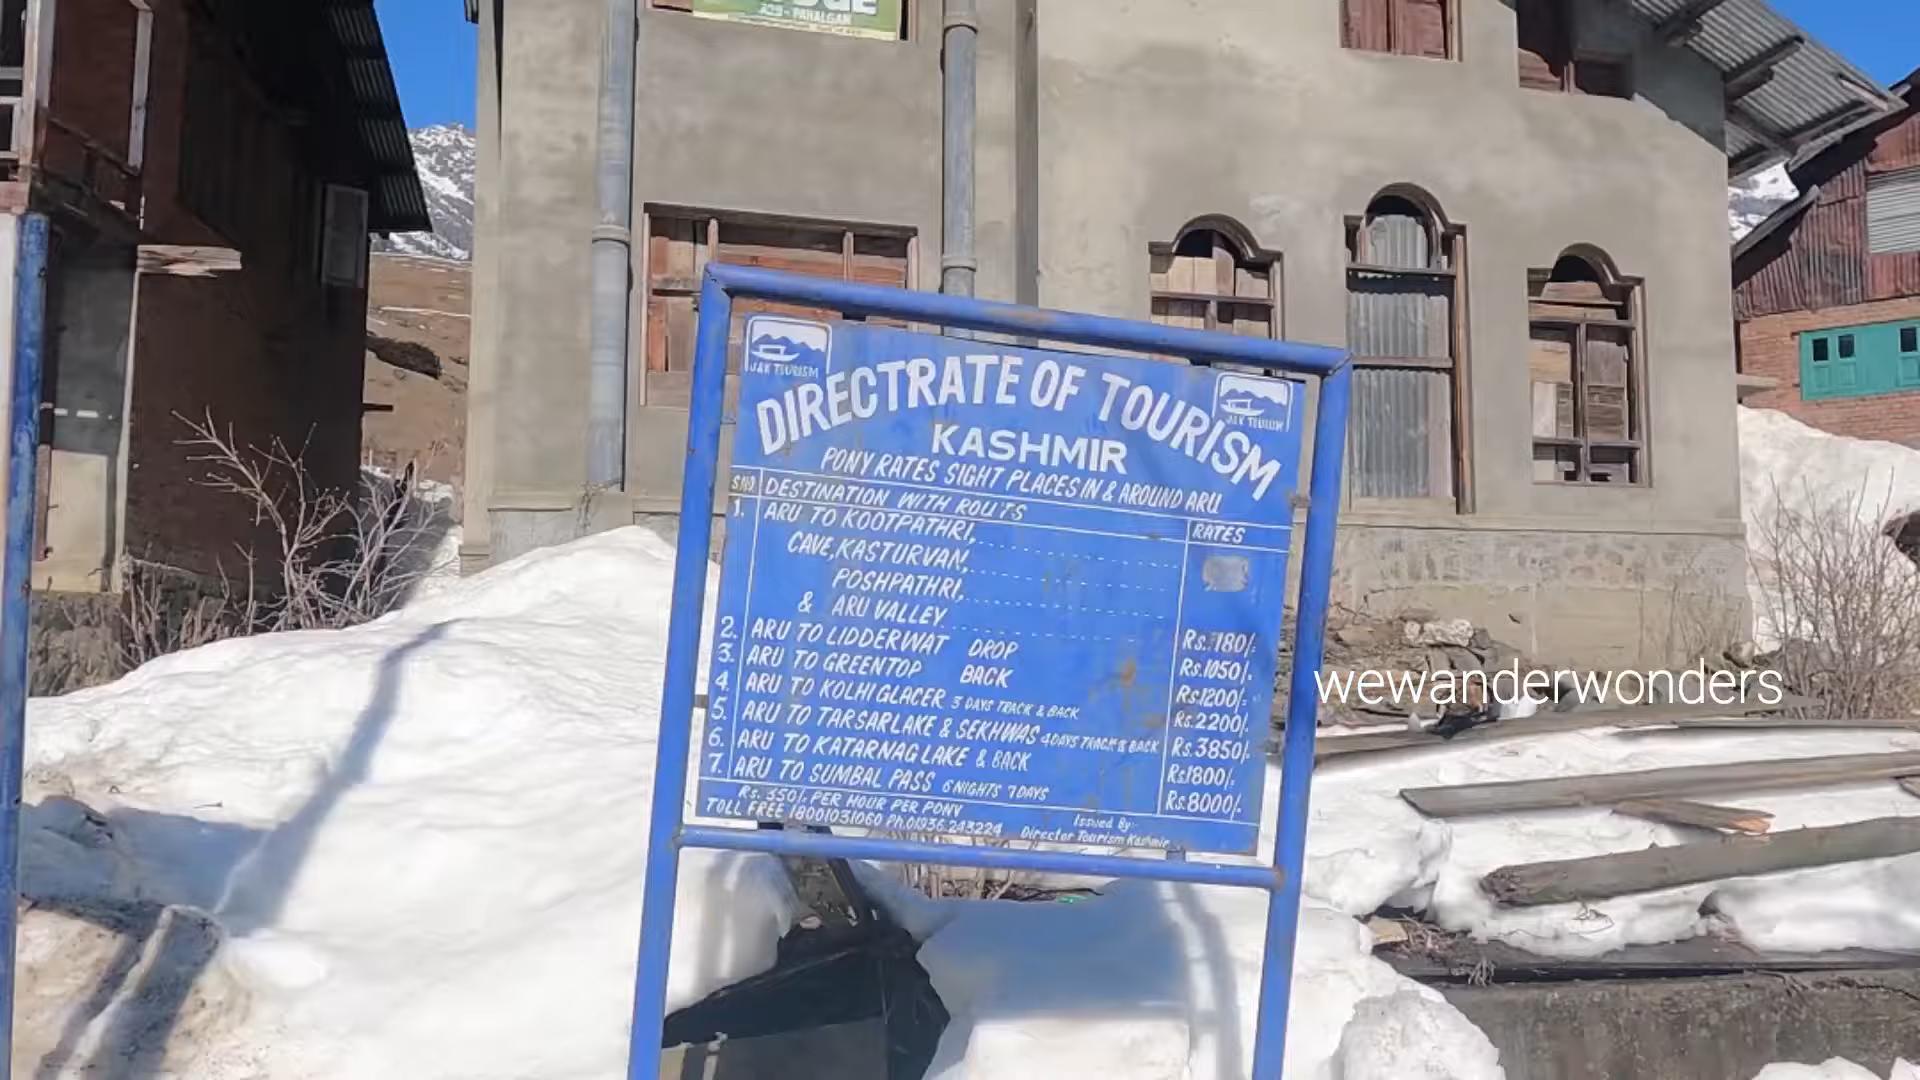 ARU - PAHALGAM
J&K TOURISM
DIRECTRATE OF TOURISM
J&K TOURISM
KASHMIR
PONY RATES SIGHT PLACES IN & AROUND ARU
S.NO. DESTINATION WITH ROUTS RATES
1. ARU TO KOOTPATHRI,
CAVE, KASTURVAN,
POSHPATHRI,
& ARU VALLEY
2. ARU TO LIDDERWAT DROP Rs.1050/-
3. ARU TO GREENTOP BACK Rs.1200/-
4. ARU TO KOLHI GLACER 3 DAYS TRACK & BACK Rs.2200/-
5. ARU TO TARSARLAKE & SEKHWAS 4 DAYS TRACK & BACK Rs.3850/-
6. ARU TO KATARNAG LAKE & BACK Rs.1800/-
7. ARU TO SUMBAL PASS 6 NIGHTS 7 DAYS Rs.8000/-
Rs. 350/- PER HOUR PER PONY
TOLL FREE 18001031060 Ph.01936.243224
Issued By:-
Director Tourism Kashmir
wewanderwonders